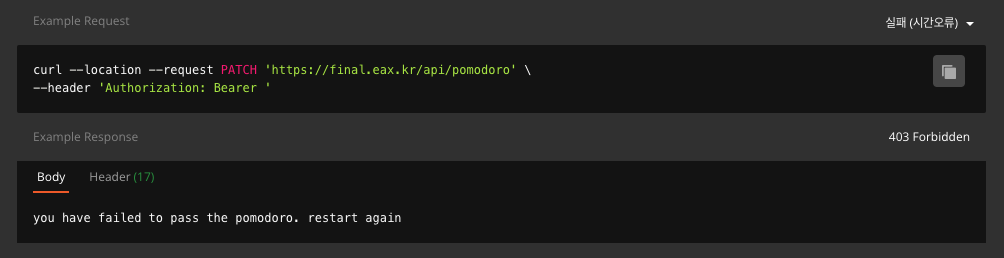 Example Request
실패 (시간오류)
curl --location --request PATCH 'https://final.eax.kr/api/pomodoro' \
--header 'Authorization: Bearer '
Example Response
403 Forbidden
Body
Header (17)
you have failed to pass the pomodoro. restart again